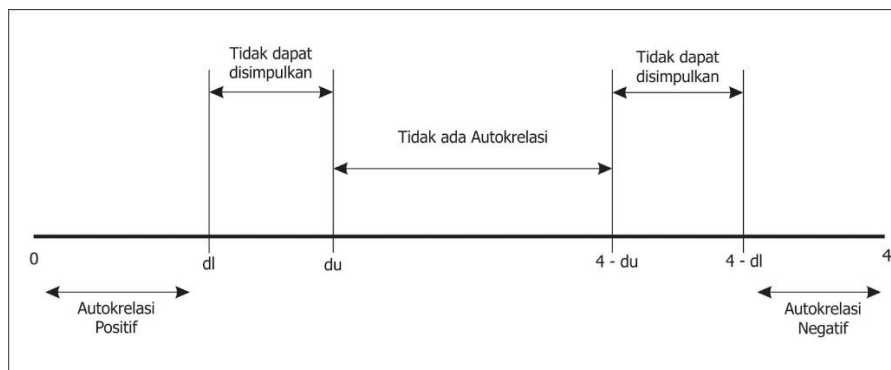 Tidak dapat
disimpulkan
Tidak dapat
disimpulkan
Tidak ada Autokrelasi
0
dl
du
4 - du
4 - dl
4
Autokrelasi
Positif
Autokrelasi
Negatif